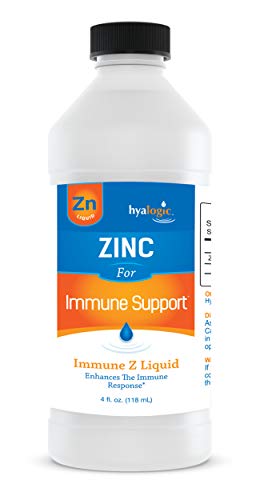 Zn
LIQUID
hyalogic
ZINC
For
Immune Support
Immune Z Liquid
Enhances The Immune
Response*
4 fl. oz. (118 mL)